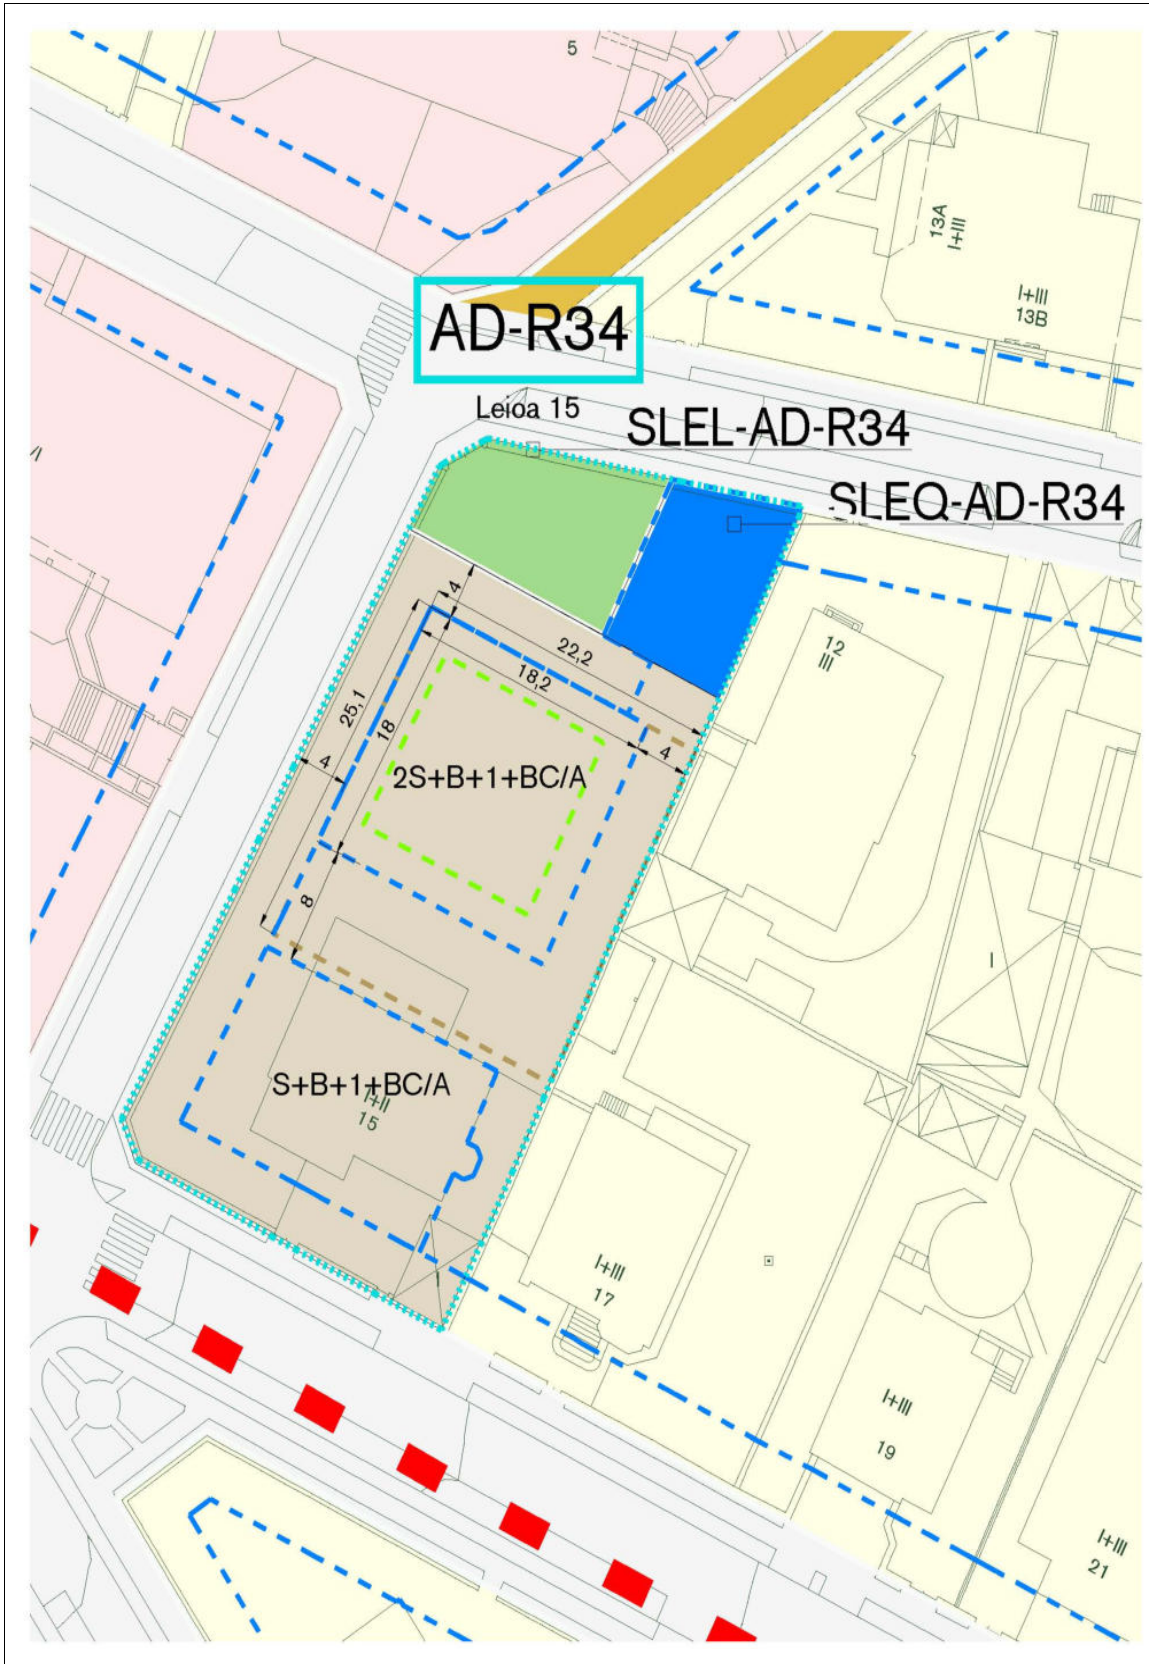 5
13A
I+III
I+III
13B
AD-R34
Leioa 15
SLEL-AD-R34
SLEQ-AD-R34
VI
4
22,2
18,2
12
III
25,1
18
4
4
2S+B+1+BC/A
8
I
S+B+1+BC/A
I+II
15
I
I+III
17
I+III
19
I+III
21